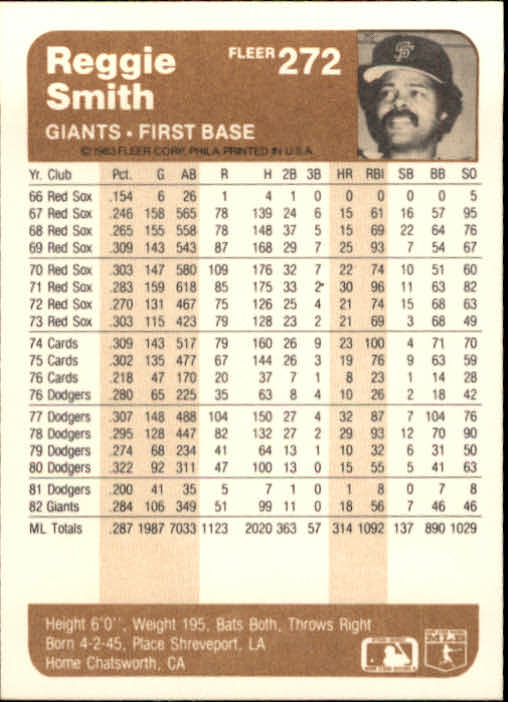 Reggie
Smith
FLEER 272
GIANTS • FIRST BASE
© 1983 FLEER CORP. PHILA. PRINTED IN U.S.A.
Yr. Club Pct. G AB R H 2B 3B HR RBI SB BB SO
66 Red Sox .154 6 26 1 4 1 0 0 0 0 0 5
67 Red Sox .246 158 565 78 139 24 6 15 61 16 57 95
68 Red Sox .265 155 558 78 148 37 5 15 69 22 64 76
69 Red Sox .309 143 543 87 168 29 7 25 93 7 54 67
70 Red Sox .303 147 580 109 176 32 7 22 74 10 51 60
71 Red Sox .283 159 618 85 175 33 2 30 96 11 63 82
72 Red Sox .270 131 467 75 126 25 4 21 74 15 68 63
73 Red Sox .303 115 423 79 128 23 2 21 69 3 68 49
74 Cards .309 143 517 79 160 26 9 23 100 4 71 70
75 Cards .302 135 477 67 144 26 3 19 76 9 63 59
76 Cards .218 47 170 20 37 7 1 8 23 1 14 28
76 Dodgers .280 65 225 35 63 8 4 10 26 2 18 42
77 Dodgers .307 148 488 104 150 27 4 32 87 7 104 76
78 Dodgers .295 128 447 82 132 27 2 29 93 12 70 90
79 Dodgers .274 68 234 41 64 13 1 10 32 6 31 50
80 Dodgers .322 92 311 47 100 13 0 15 55 5 41 63
81 Dodgers .200 41 35 5 7 1 0 1 8 0 7 8
82 Giants .284 106 349 51 99 11 0 18 56 7 46 46
ML Totals .287 1987 7033 1123 2020 363 57 314 1092 137 890 1029
Height 6'0'', Weight 195, Bats Both, Throws Right
Born 4-2-45, Place Shreveport, LA
Home Chatsworth, CA